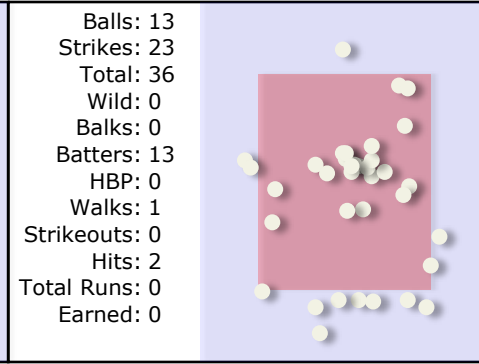 Balls: 13
Strikes: 23
Total: 36
Wild: 0
Balks: 0
Batters: 13
HBP: 0
Walks: 1
Strikeouts: 0
Hits: 2
Total Runs: 0
Earned: 0